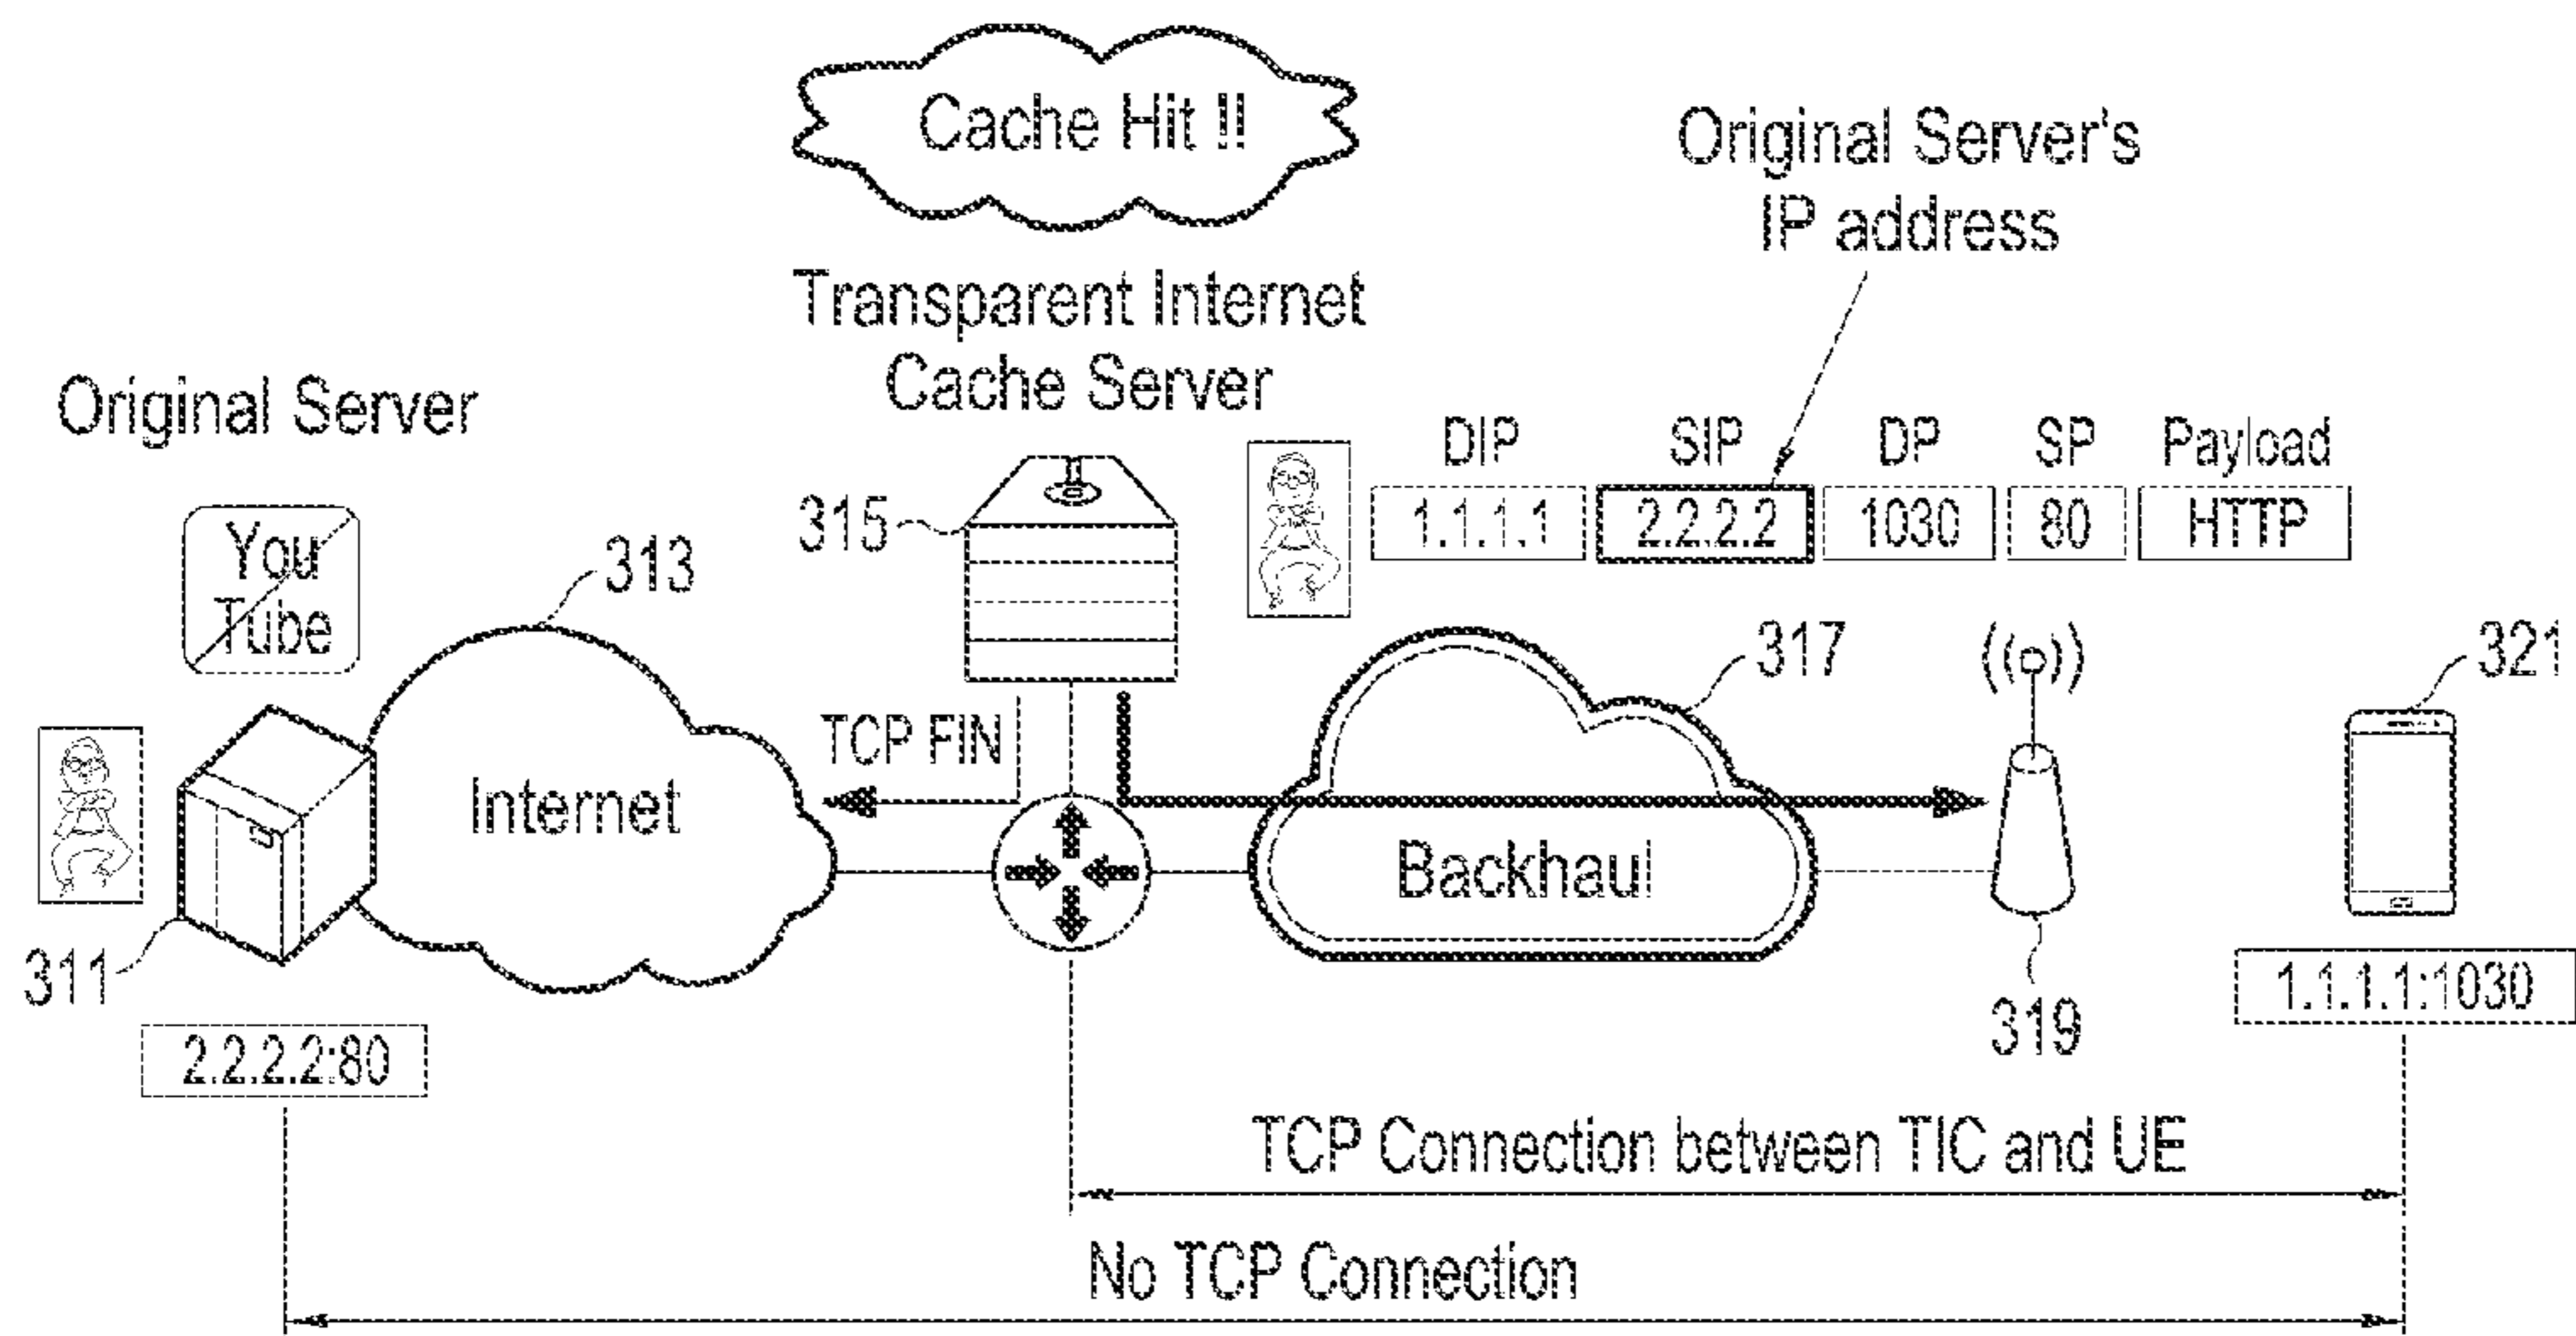 Cache Hit !!
Original Server's
IP address
Transparent Internet
Cache Server
Original Server
DIP SIP DP SP Payload
1.1.1.1 2.2.2.2 1030 80 HTTP
315
You
Tube
313
317
321
TCP FIN
Internet
Backhaul
311
319
1.1.1.1:1030
2.2.2.2:80
TCP Connection between TIC and UE
No TCP Connection